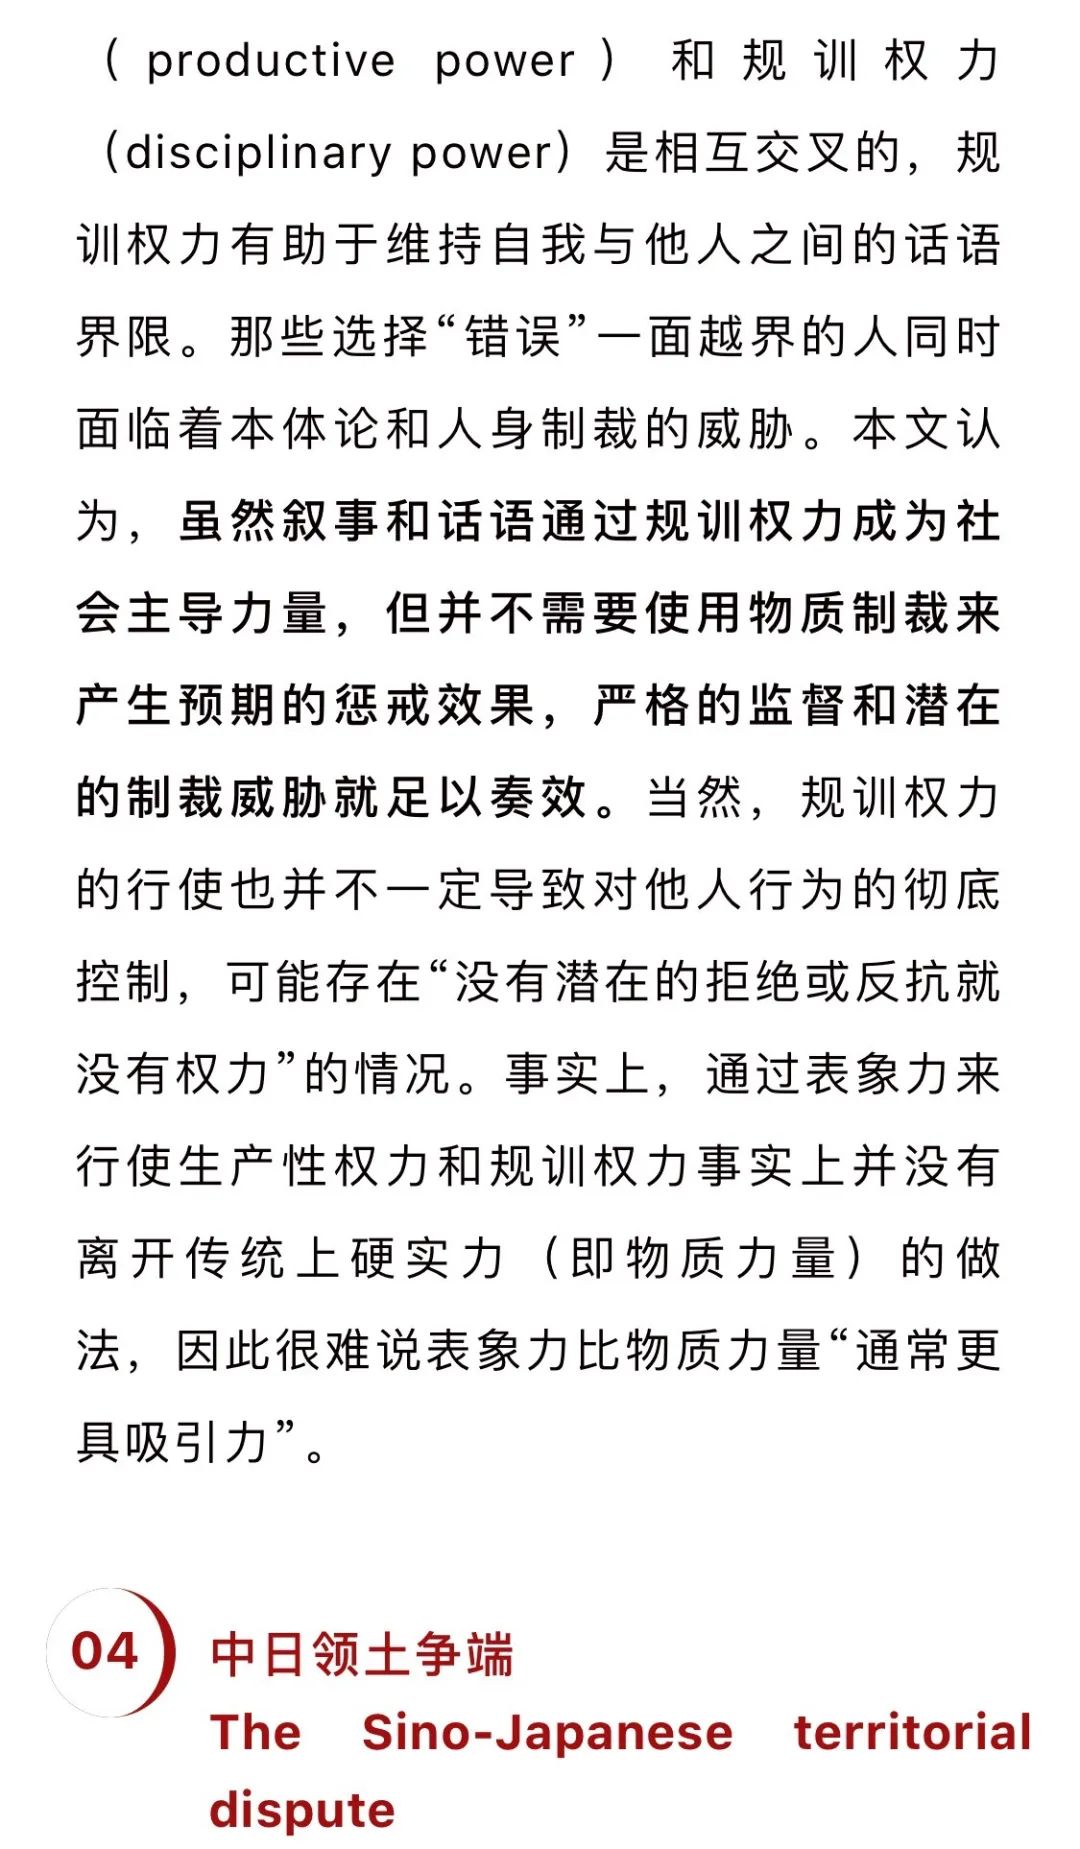 （productive power）和规训权力
（disciplinary power）是相互交叉的，规
训权力有助于维持自我与他人之间的话语
界限。那些选择“错误”一面越界的人同时
面临着本体论和人身制裁的威胁。本文认
为，虽然叙事和话语通过规训权力成为社
会主导力量，但并不需要使用物质制裁来
产生预期的惩戒效果，严格的监督和潜在
的制裁威胁就足以奏效。当然，规训权力
的行使也并不一定导致对他人行为的彻底
控制，可能存在“没有潜在的拒绝或反抗就
没有权力”的情况。事实上，通过表象力来
行使生产性权力和规训权力事实上并没有
离开传统上硬实力（即物质力量）的做
法，因此很难说表象力比物质力量“通常更
具吸引力”。
04 中日领土争端
The Sino-Japanese territorial
dispute